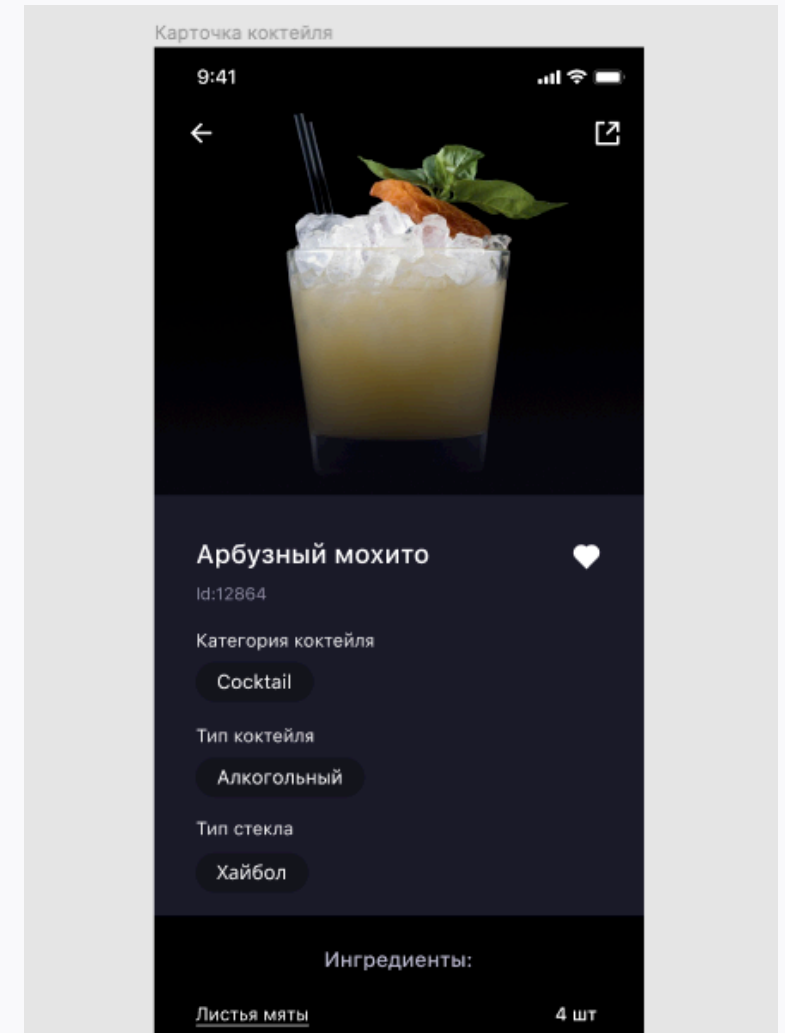 Карточка коктейля
9:41
Арбузный мохито
Id:12864
Категория коктейля
Cocktail
Тип коктейля
Алкогольный
Тип стекла
Хайбол
Ингредиенты:
Листья мяты 4 шт